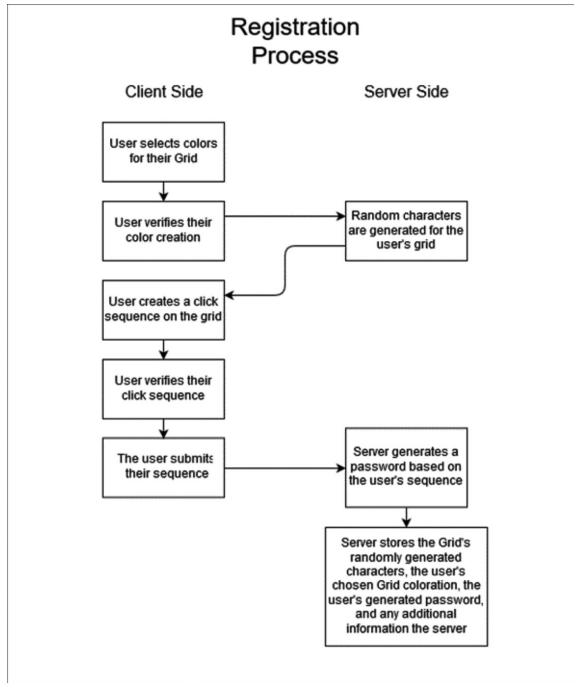 Registration
Process
Client Side
Server Side
User selects colors
for their Grid
User verifies their
color creation
Random characters
are generated for the
user's grid
User creates a click
sequence on the grid
User verifies their
click sequence
The user submits
their sequence
Server generates a
password based on
the user's sequence
Server stores the Grid's
randomly generated
characters, the user's
chosen Grid coloration, the
user's generated password,
and any additional
information the server